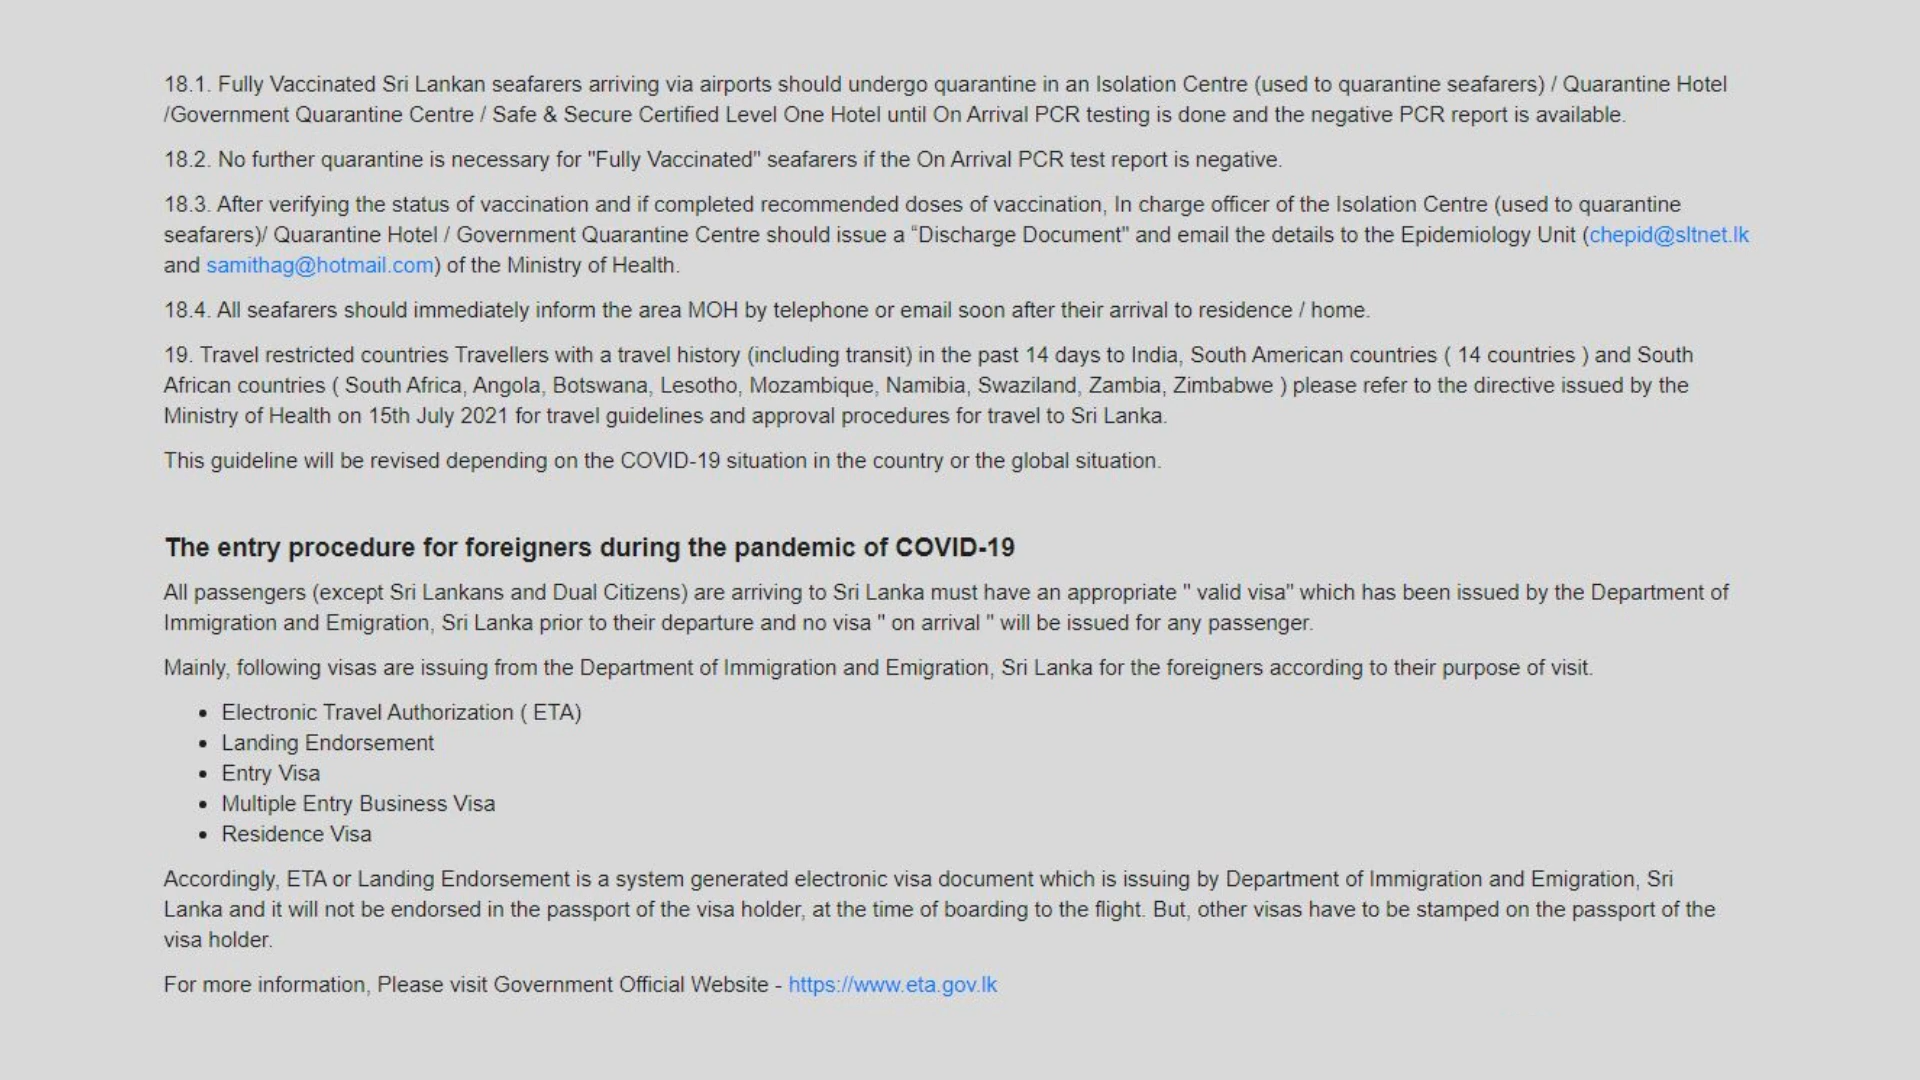 18.1. Fully Vaccinated Sri Lankan seafarers arriving via airports should undergo quarantine in an Isolation Centre (used to quarantine seafarers) / Quarantine Hotel
/Government Quarantine Centre / Safe & Secure Certified Level One Hotel until On Arrival PCR testing is done and the negative PCR report is available.
18.2. No further quarantine is necessary for "Fully Vaccinated" seafarers if the On Arrival PCR test report is negative.
18.3. After verifying the status of vaccination and if completed recommended doses of vaccination, In charge officer of the Isolation Centre (used to quarantine
seafarers)/ Quarantine Hotel / Government Quarantine Centre should issue a “Discharge Document" and email the details to the Epidemiology Unit (chepid@sltnet.lk
and samithag@hotmail.com) of the Ministry of Health.
18.4. All seafarers should immediately inform the area MOH by telephone or email soon after their arrival to residence / home.
19. Travel restricted countries Travellers with a travel history (including transit) in the past 14 days to India, South American countries ( 14 countries ) and South
African countries ( South Africa, Angola, Botswana, Lesotho, Mozambique, Namibia, Swaziland, Zambia, Zimbabwe ) please refer to the directive issued by the
Ministry of Health on 15th July 2021 for travel guidelines and approval procedures for travel to Sri Lanka.
This guideline will be revised depending on the COVID-19 situation in the country or the global situation.
The entry procedure for foreigners during the pandemic of COVID-19
All passengers (except Sri Lankans and Dual Citizens) are arriving to Sri Lanka must have an appropriate " valid visa" which has been issued by the Department of
Immigration and Emigration, Sri Lanka prior to their departure and no visa " on arrival " will be issued for any passenger.
Mainly, following visas are issuing from the Department of Immigration and Emigration, Sri Lanka for the foreigners according to their purpose of visit.
• Electronic Travel Authorization ( ETA)
• Landing Endorsement
• Entry Visa
• Multiple Entry Business Visa
• Residence Visa
Accordingly, ETA or Landing Endorsement is a system generated electronic visa document which is issuing by Department of Immigration and Emigration, Sri
Lanka and it will not be endorsed in the passport of the visa holder, at the time of boarding to the flight. But, other visas have to be stamped on the passport of the
visa holder.
For more information, Please visit Government Official Website - https://www.eta.gov.lk